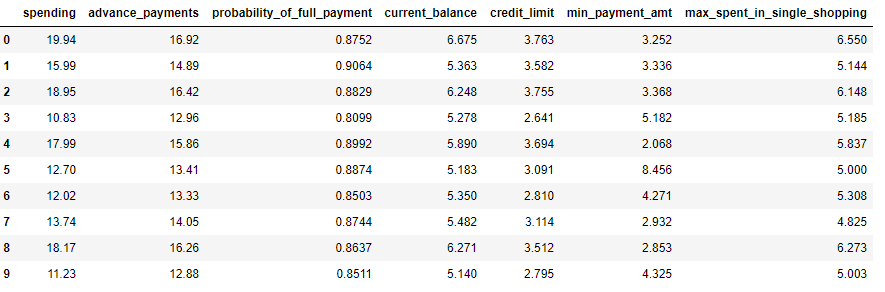 spending advance_payments probability_of_full_payment current_balance credit_limit min_payment_amt max_spent_in_single_shopping
0 19.94 16.92 0.8752 6.675 3.763 3.252 6.550
1 15.99 14.89 0.9064 5.363 3.582 3.336 5.144
2 18.95 16.42 0.8829 6.248 3.755 3.368 6.148
3 10.83 12.96 0.8099 5.278 2.641 5.182 5.185
4 17.99 15.86 0.8992 5.890 3.694 2.068 5.837
5 12.70 13.41 0.8874 5.183 3.091 8.456 5.000
6 12.02 13.33 0.8503 5.350 2.810 4.271 5.308
7 13.74 14.05 0.8744 5.482 3.114 2.932 4.825
8 18.17 16.26 0.8637 6.271 3.512 2.853 6.273
9 11.23 12.88 0.8511 5.140 2.795 4.325 5.003